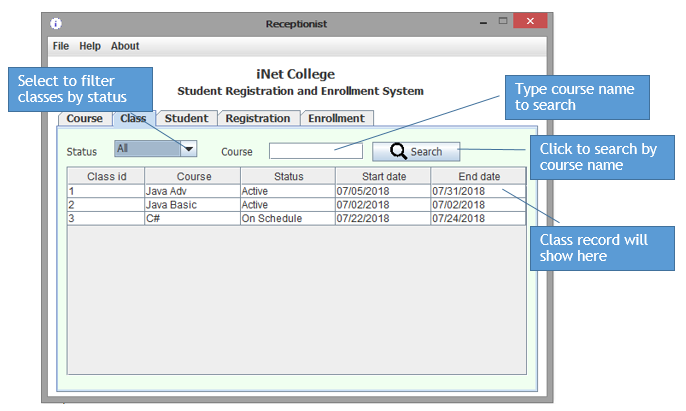 Receptionist
File Help About
iNet College
Student Registration and Enrollment System
Select to filter
classes by status
Type course name
to search
Course Class Student Registration Enrollment
Status All Course Search
Click to search by
course name
Class id Course Status Start date End date
1 Java Adv Active 07/05/2018 07/31/2018
2 Java Basic Active 07/02/2018 07/02/2018
3 C# On Schedule 07/22/2018 07/24/2018
Class record will
show here